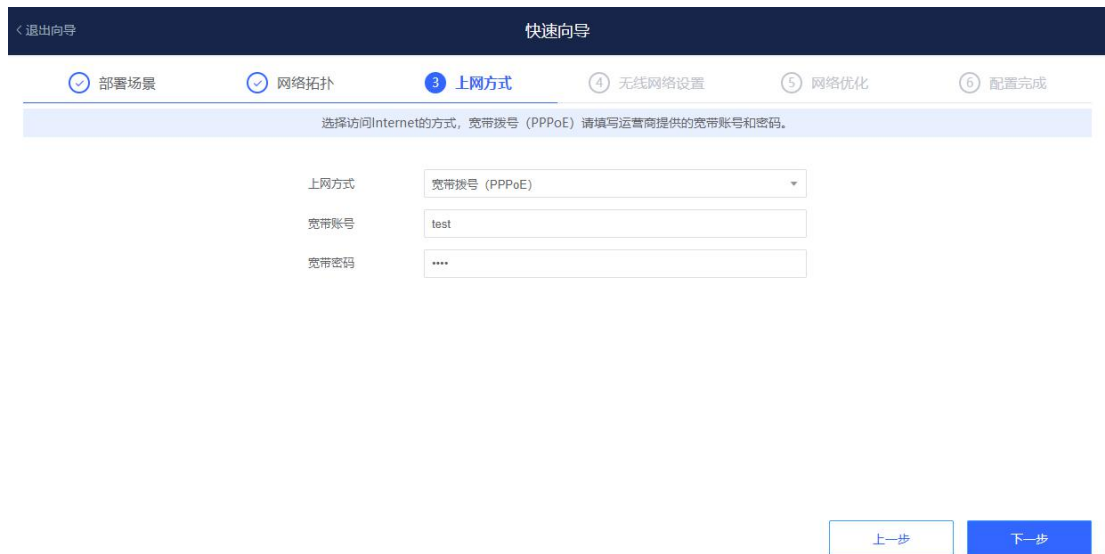 〈 退出向导
快速向导
部署场景
网络拓扑
3 上网方式
4 无线网络设置
5 网络优化
6 配置完成
选择访问Internet的方式，宽带拨号（PPPoE）请填写运营商提供的宽带账号和密码。
上网方式 宽带拨号（PPPoE）
宽带账号 test
宽带密码 ••••
上一步 下一步